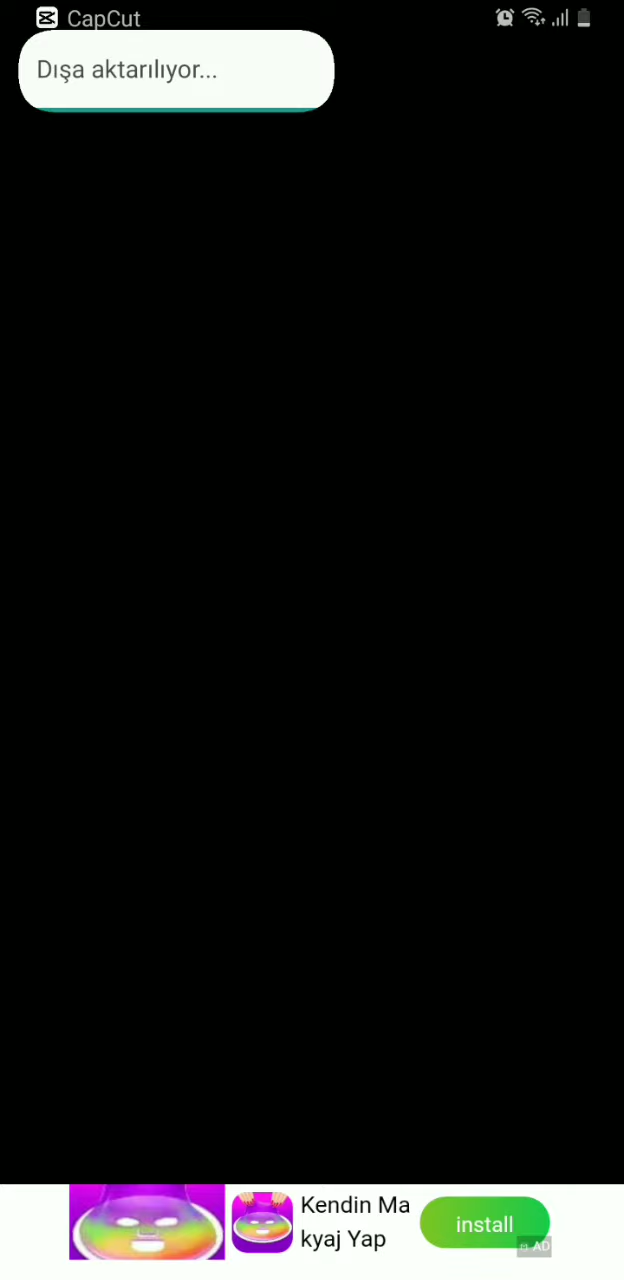 CapCut
Dışa aktarılıyor...
Kendin Ma
kyaj Yap
install
AD